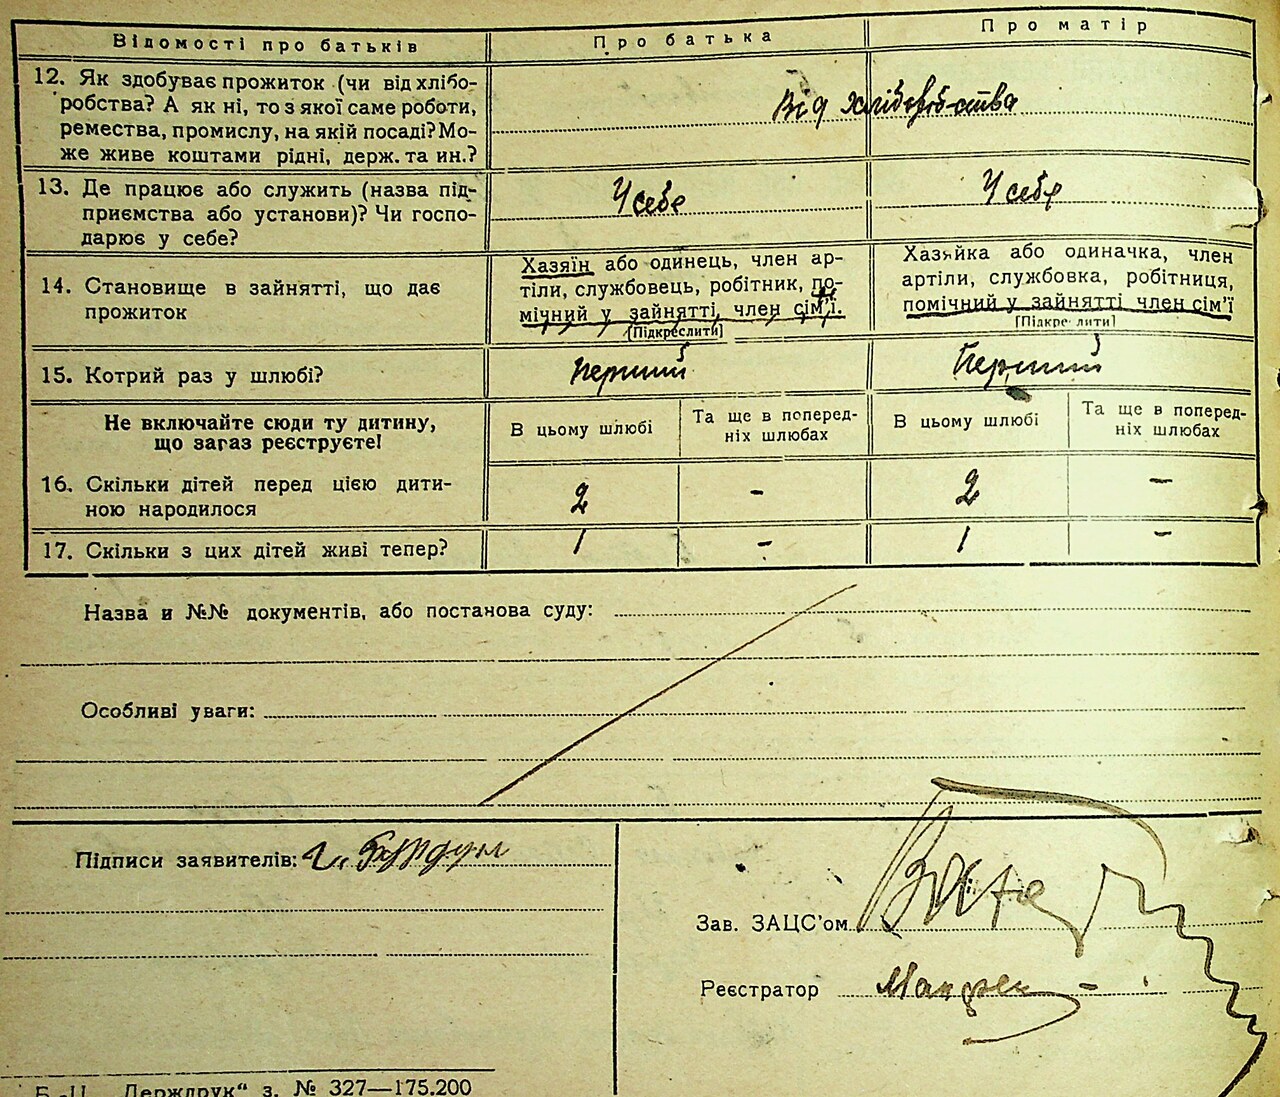 Відомості про батьків
Про батька
Про матір
12. Як здобуває прожиток (чи від хлібо-
робства? А як ні, то з якої саме роботи,
ремества, промислу, на якій посаді? Мо-
же живе коштами рідні, держ. та ин.?
Від хліборобства
13. Де працює або служить (назва під-
приємства або установи)? Чи госпо-
дарює у себе?
У себе
У себе
14. Становище в зайнятті, що дає
прожиток
Хазяїн або одинець, член ар-
тіли, службовець, робітник, по-
мічний у зайнятті, член сім'ї.
[Підкреслити]
Хазяйка або одиначка, член
артіли, службовка, робітниця,
помічний у зайнятті член сім'ї
[Підкреслити]
15. Котрий раз у шлюбі?
Перший
Перший
Не включайте сюди ту дитину,
що загаз реєструєте!
В цьому шлюбі
Та ще в поперед-
ніх шлюбах
В цьому шлюбі
Та ще в поперед-
ніх шлюбах
16. Скільки дітей перед цією дити-
ною народилося
2
-
2
-
17. Скільки з цих дітей живі тепер?
1
-
1
-
Назва и №№ документів, або постанова суду:
Особливі уваги:
Підписи заявителів:
Зав. ЗАЦС'ом
Реєстратор
Б.-Ц. „Держдрук" з. № 327—175.200